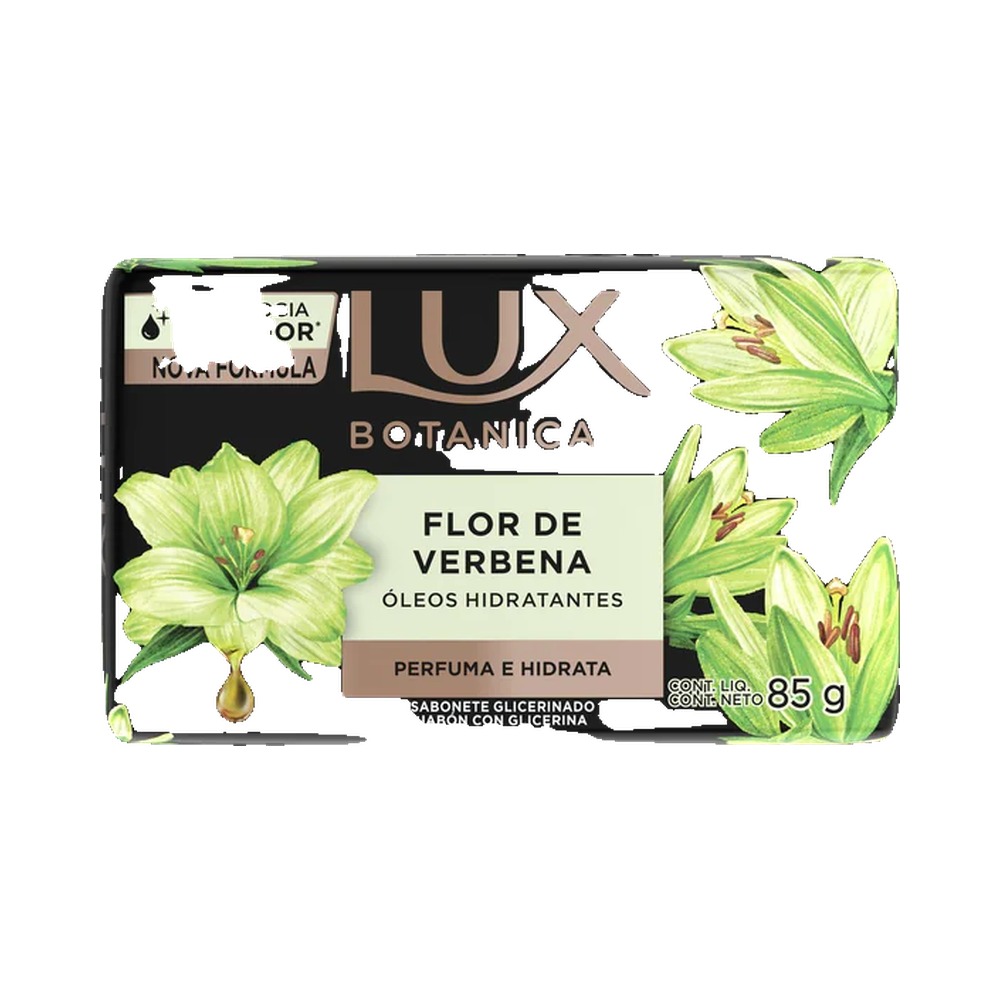 OR*
NOVA FÓRMULA
LUX
BOTANICA
FLOR DE
VERBENA
ÓLEOS HIDRATANTES
PERFUMA E HIDRATA
SABONETE GLICERINADO
JABÓN CON GLICERINA
CONT. LIQ.
CONT. NETO 85 g